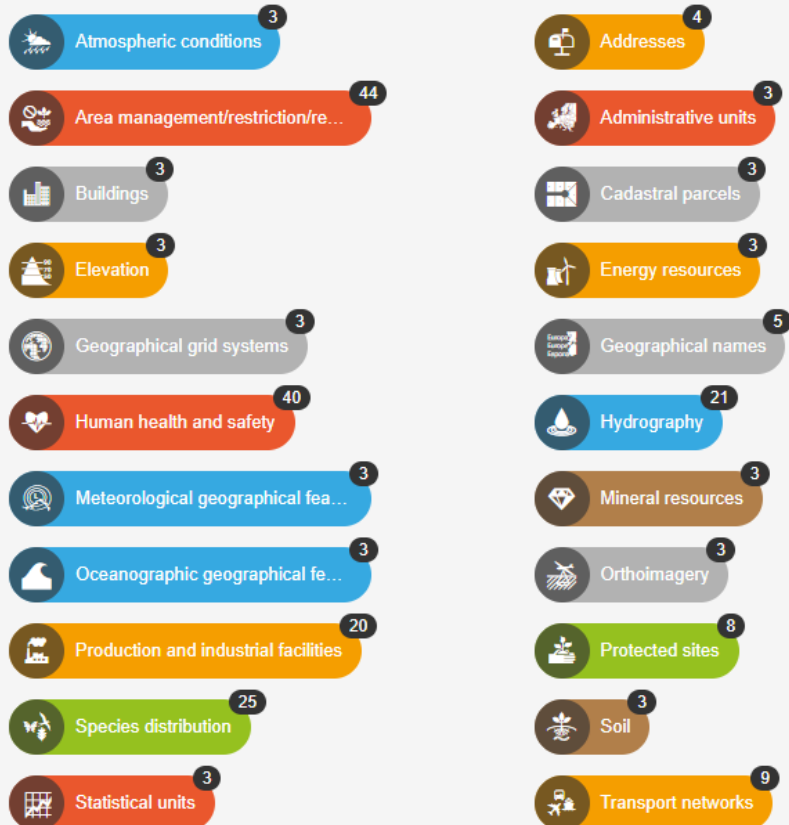 3
Atmospheric conditions
4
Addresses
44
Area management/restriction/re...
3
Administrative units
3
Buildings
3
Cadastral parcels
3
Elevation
3
Energy resources
3
Geographical grid systems
5
Geographical names
40
Human health and safety
21
Hydrography
3
Meteorological geographical fea...
3
Mineral resources
3
Oceanographic geographical fe...
3
Orthoimagery
20
Production and industrial facilities
8
Protected sites
25
Species distribution
3
Soil
3
Statistical units
9
Transport networks